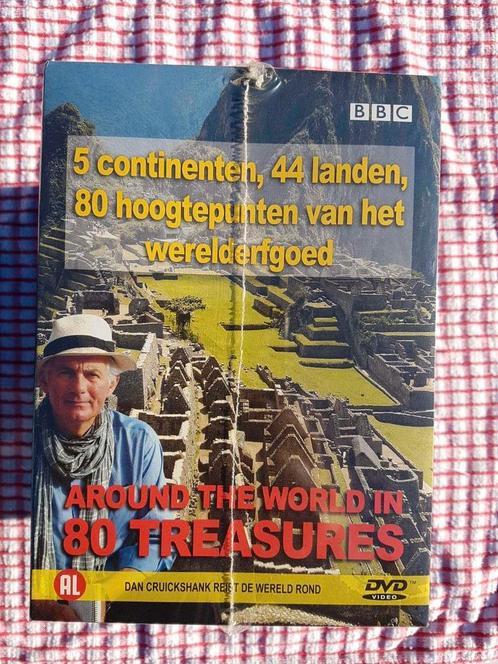 BBC
5 continenten, 44 landen,
80 hoogtepunten van het
werelderfgoed
AROUND THE WORLD IN
80 TREASURES
AL
DAN CRUICKSHANK REIST DE WERELD ROND
DVD™
VIDEO